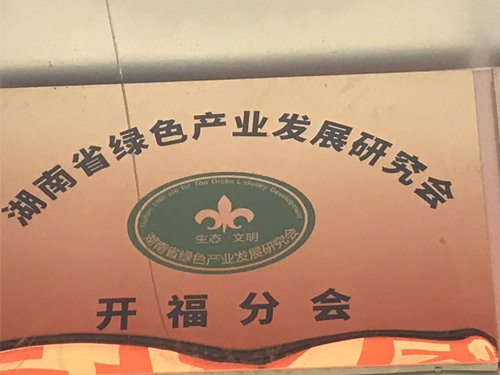 湖南省绿色产业发展研究会
生态 文明
湖南省绿色产业发展研究会
开福分会